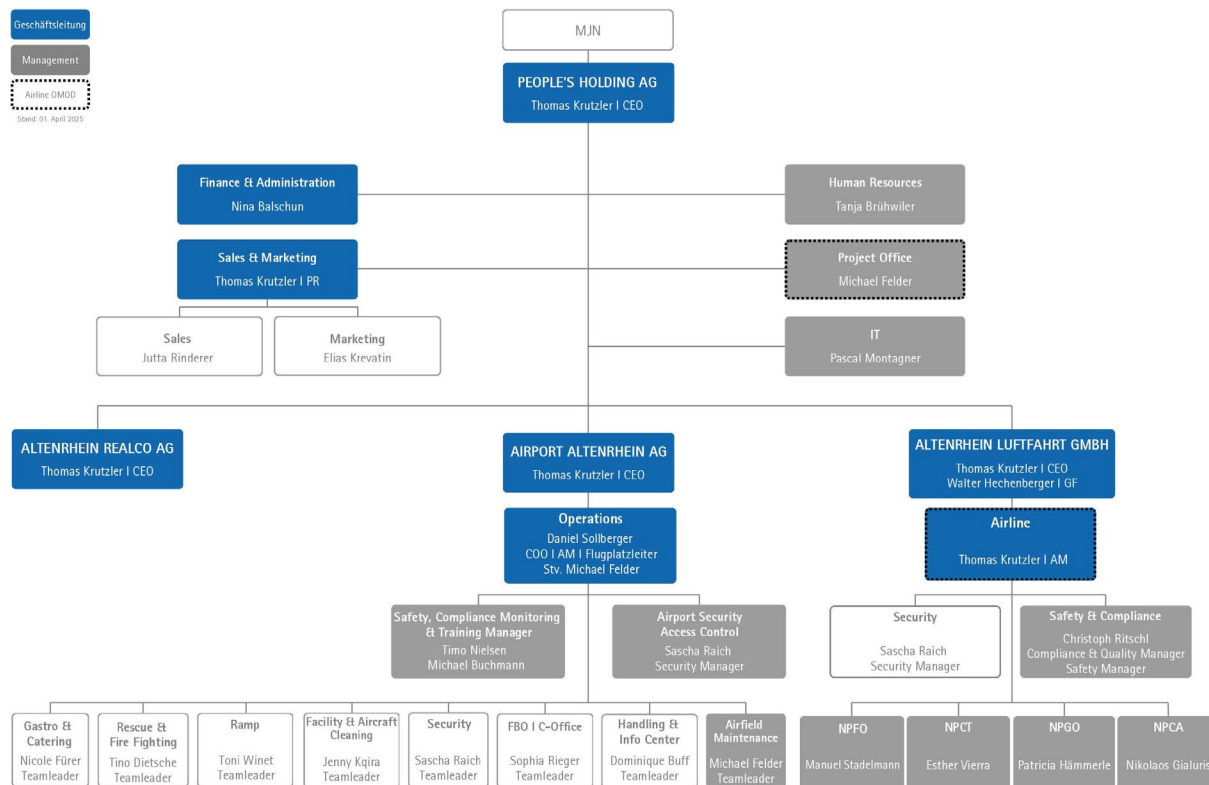 Geschäftsleitung
Management
Airline OMOD
Stand: 01. April 2025
MJN
PEOPLE'S HOLDING AG
Thomas Krutzler I CEO
Finance & Administration
Nina Balschun
Human Resources
Tanja Brühwiler
Sales & Marketing
Thomas Krutzler I PR
Project Office
Michael Felder
Sales
Jutta Rinderer
Marketing
Elias Krevatin
IT
Pascal Montagner
ALTENRHEIN REALCO AG
Thomas Krutzler I CEO
AIRPORT ALTENRHEIN AG
Thomas Krutzler I CEO
ALTENRHEIN LUFTFAHRT GMBH
Thomas Krutzler I CEO
Walter Hechenberger I GF
Operations
Daniel Sollberger
COO I AM I Flugplatzleiter
Stv. Michael Felder
Airline
Thomas Krutzler I AM
Safety, Compliance Monitoring
& Training Manager
Timo Nielsen
Michael Buchmann
Airport Security
Access Control
Sascha Raich
Security Manager
Security
Sascha Raich
Security Manager
Safety & Compliance
Christoph Ritschl
Compliance & Quality Manager
Safety Manager
Gastro &
Catering
Nicole Fürer
Teamleader
Rescue &
Fire Fighting
Tino Dietsche
Teamleader
Ramp
Toni Winet
Teamleader
Facility & Aircraft
Cleaning
Jenny Kqira
Teamleader
Security
Sascha Raich
Teamleader
FBO I C-Office
Sophia Rieger
Teamleader
Handling &
Info Center
Dominique Buff
Teamleader
Airfield
Maintenance
Michael Felder
Teamleader
NPFO
Manuel Stadelmann
NPCT
Esther Vierra
NPGO
Patricia Hämmerle
NPCA
Nikolaos Gialuris